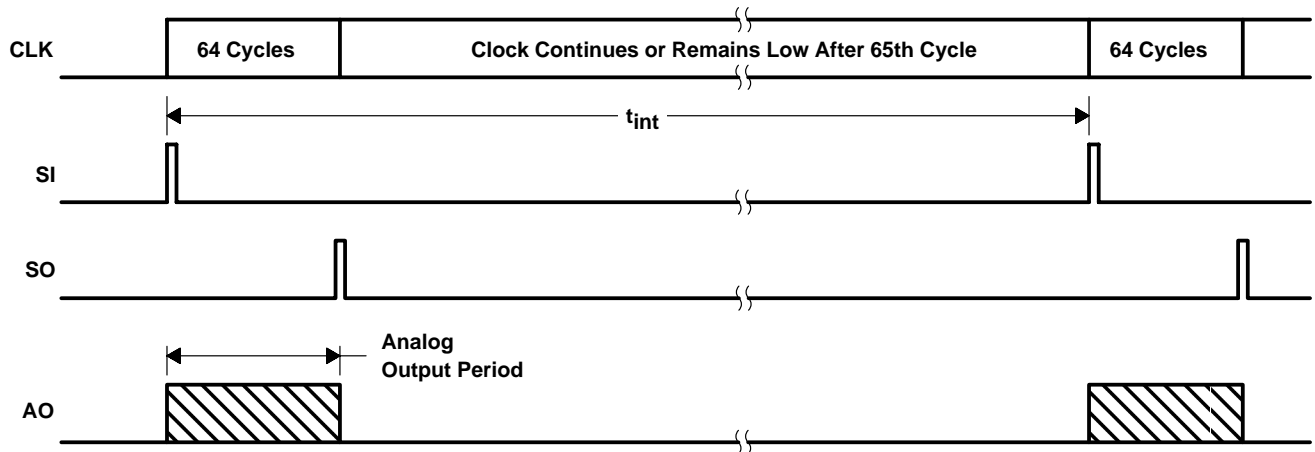 CLK
64 Cycles
Clock Continues or Remains Low After 65th Cycle
64 Cycles
tint
SI
SO
Analog
Output Period
AO